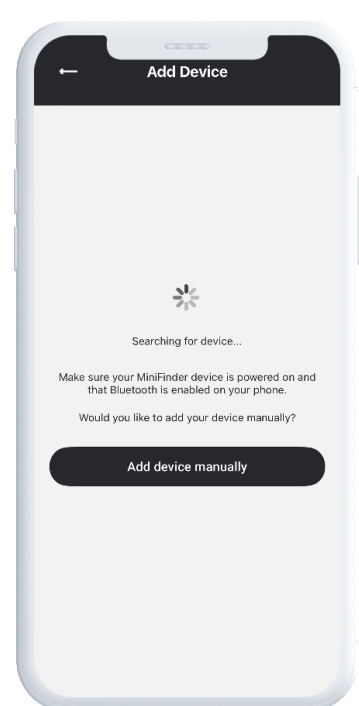 Add Device
Searching for device...
Make sure your MiniFinder device is powered on and
that Bluetooth is enabled on your phone.
Would you like to add your device manually?
Add device manually